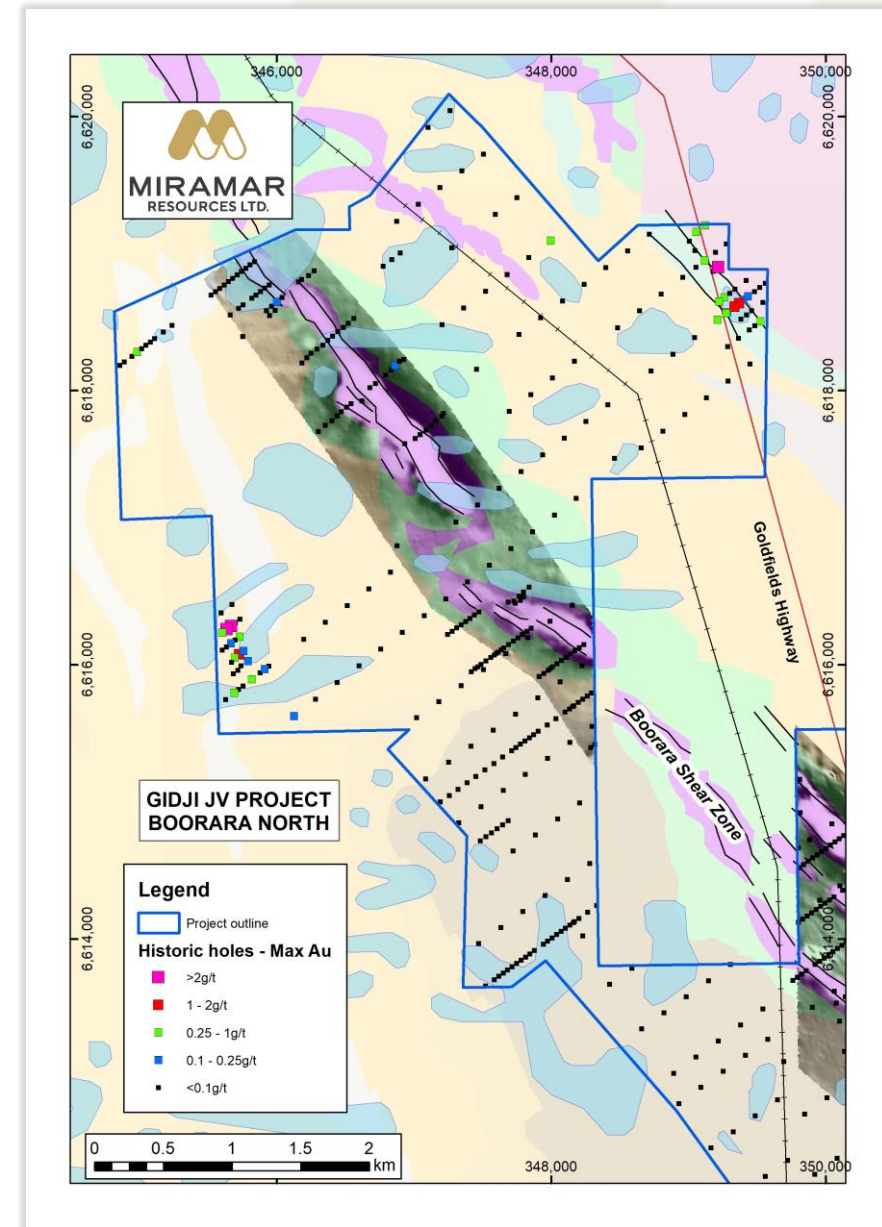 346,000
348,000
350,000
6,620,000
6,620,000
MIRAMAR
RESOURCES LTD.
6,618,000
6,618,000
Goldfields Highway
6,616,000
6,616,000
Boorara Shear Zone
GIDJI JV PROJECT
BOORARA NORTH
Legend
Project outline
Historic holes - Max Au
>2g/t
1 - 2g/t
0.25 - 1g/t
0.1 - 0.25g/t
<0.1g/t
6,614,000
6,614,000
0 0.5 1 1.5 2
km
348,000
350,000